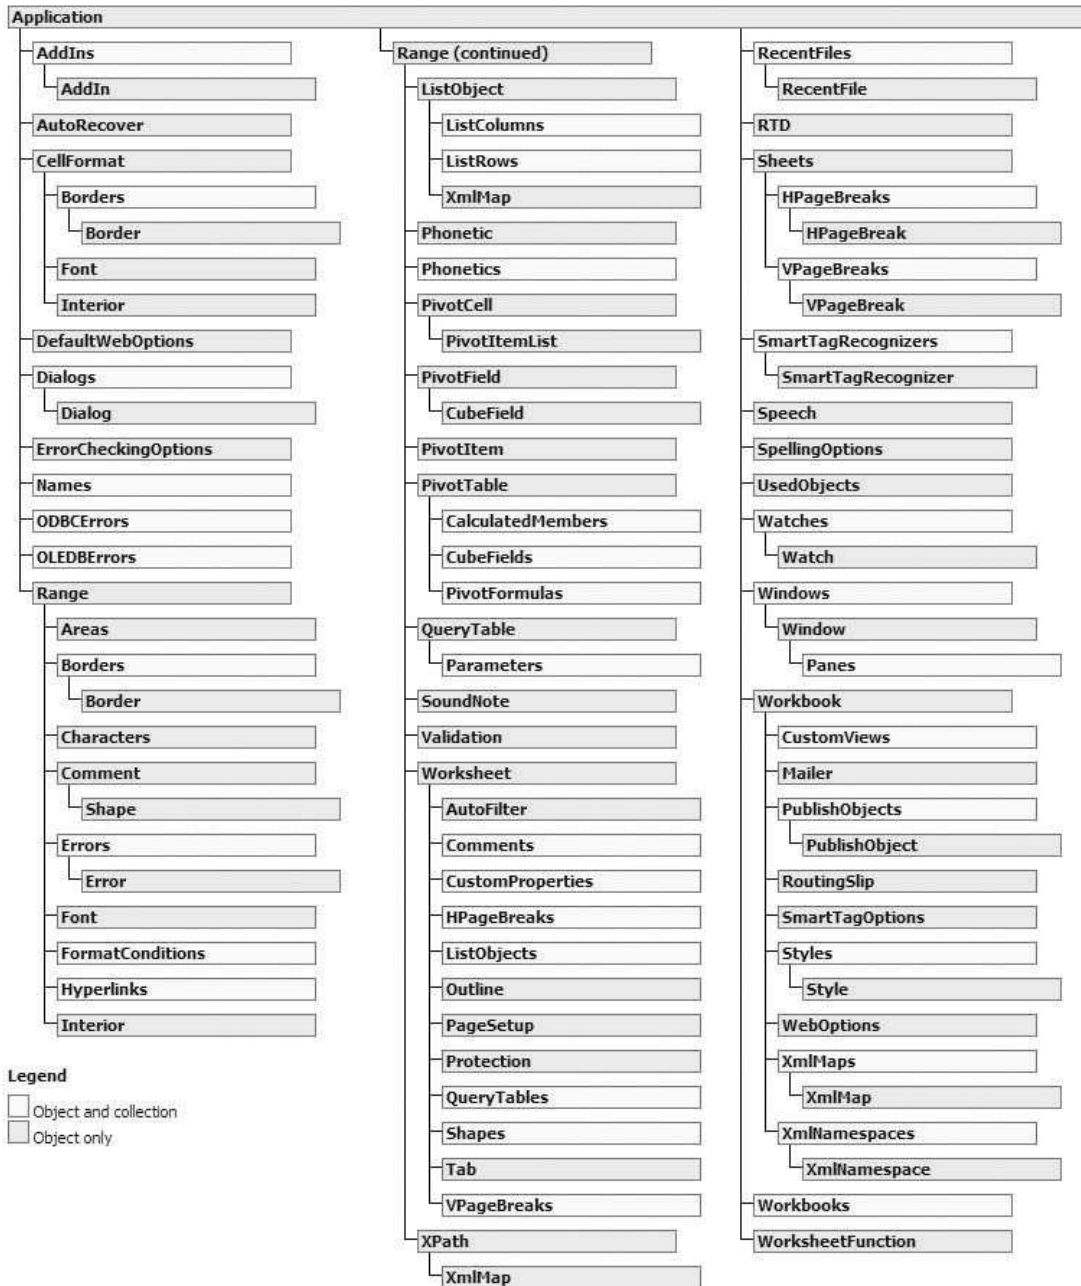 Application
AddIns
AddIn
AutoRecover
CellFormat
Borders
Border
Font
Interior
DefaultWebOptions
Dialogs
Dialog
ErrorCheckingOptions
Names
ODBCErrors
OLEDBErrors
Range
Areas
Borders
Border
Characters
Comment
Shape
Errors
Error
Font
FormatConditions
Hyperlinks
Interior
Legend
Object and collection
Object only
Range (continued)
ListObject
ListColumns
ListRows
XmlMap
Phonetic
Phonetics
PivotCell
PivotItemList
PivotField
CubeField
PivotItem
PivotTable
CalculatedMembers
CubeFields
PivotFormulas
QueryTable
Parameters
SoundNote
Validation
Worksheet
AutoFilter
Comments
CustomProperties
HPageBreaks
ListObjects
Outline
PageSetup
Protection
QueryTables
Shapes
Tab
VPageBreaks
XPath
XmlMap
RecentFiles
RecentFile
RTD
Sheets
HPageBreaks
HPageBreak
VPageBreaks
VPageBreak
SmartTagRecognizers
SmartTagRecognizer
Speech
SpellingOptions
UsedObjects
Watches
Watch
Windows
Window
Panes
Workbook
CustomViews
Mailer
PublishObjects
PublishObject
RoutingSlip
SmartTagOptions
Styles
Style
WebOptions
XmlMaps
XmlMap
XmlNamespaces
XmlNamespace
Workbooks
WorksheetFunction